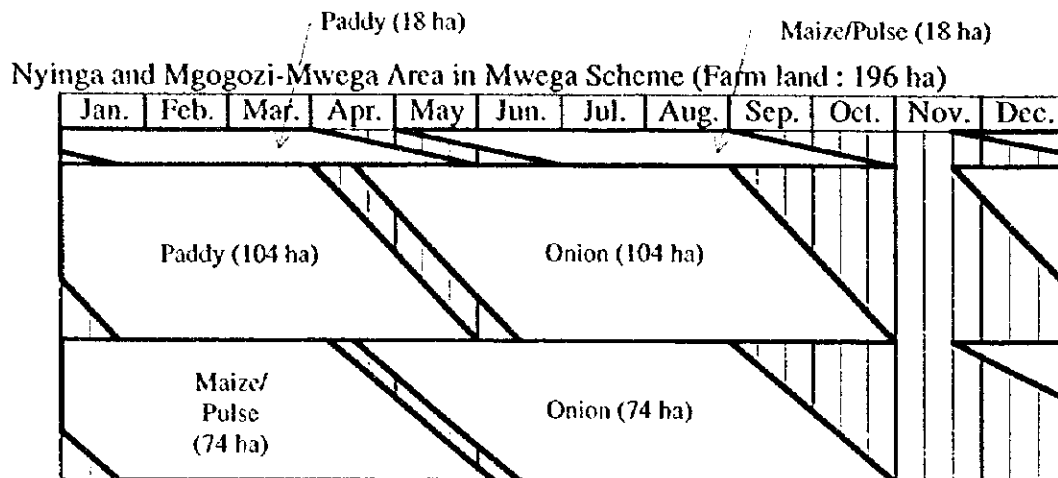 Paddy (18 ha)
Maize/Pulse (18 ha)
Nyinga and Mgogozi-Mwega Area in Mwega Scheme (Farm land : 196 ha)
Jan. Feb. Mar. Apr. May Jun. Jul. Aug. Sep. Oct. Nov. Dec.
Paddy (104 ha) Onion (104 ha)
Maize/
Pulse
(74 ha)
Onion (74 ha)